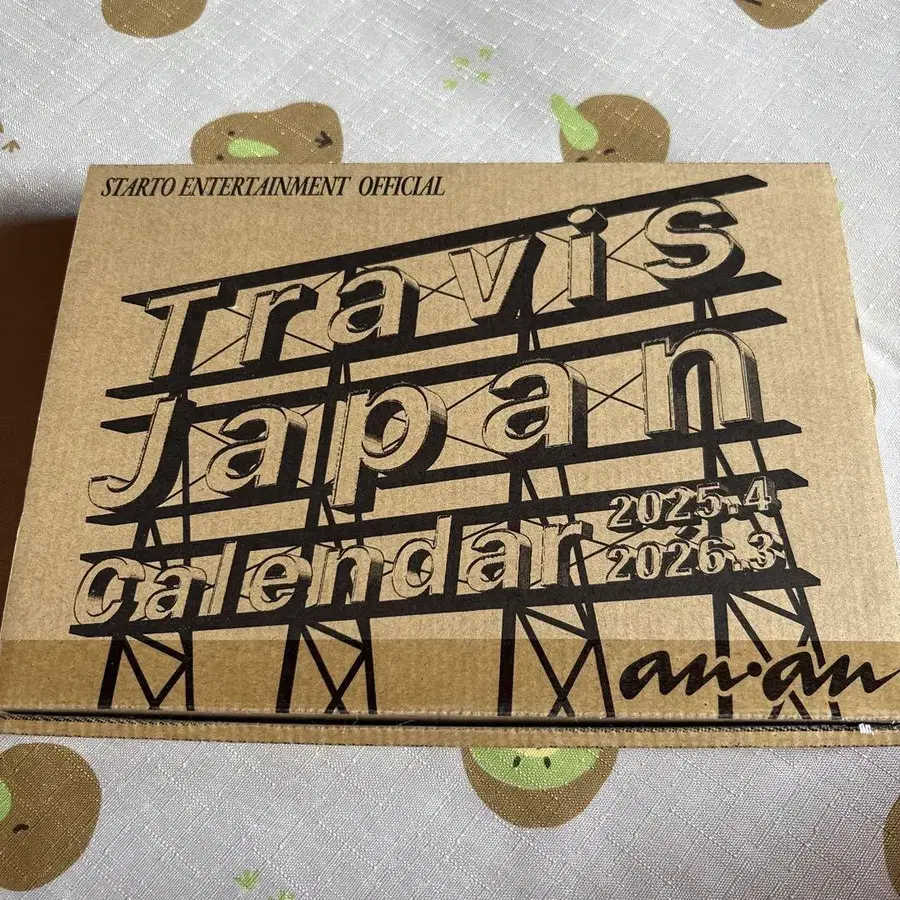 STARTO ENTERTAINMENT OFFICIAL
Travis
Japan
calendar
2025.4
2026.3
an·an